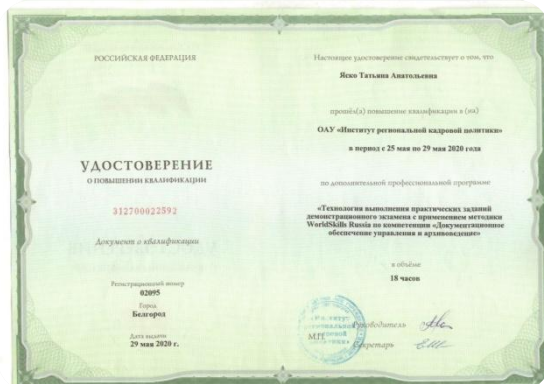 РОССИЙСКАЯ ФЕДЕРАЦИЯ
УДОСТОВЕРЕНИЕ
О ПОВЫШЕНИИ КВАЛИФИКАЦИИ
312700022592
Документ о квалификации
Регистрационный номер
02095
Город
Белгород
Дата выдачи
29 мая 2020 г.
Настоящее удостоверение свидетельствует о том, что
Яско Татьяна Анатольевна
прошёл(а) повышение квалификации в (на)
ОАУ «Институт региональной кадровой политики»
в период с 25 мая по 29 мая 2020 года
по дополнительной профессиональной программе
«Технология выполнения практических заданий
демонстрационного экзамена с применением методики
WorldSkills Russia по компетенции «Документационное
обеспечение управления и архивоведение»
в объёме
18 часов
Руководитель
М.П.
Секретарь